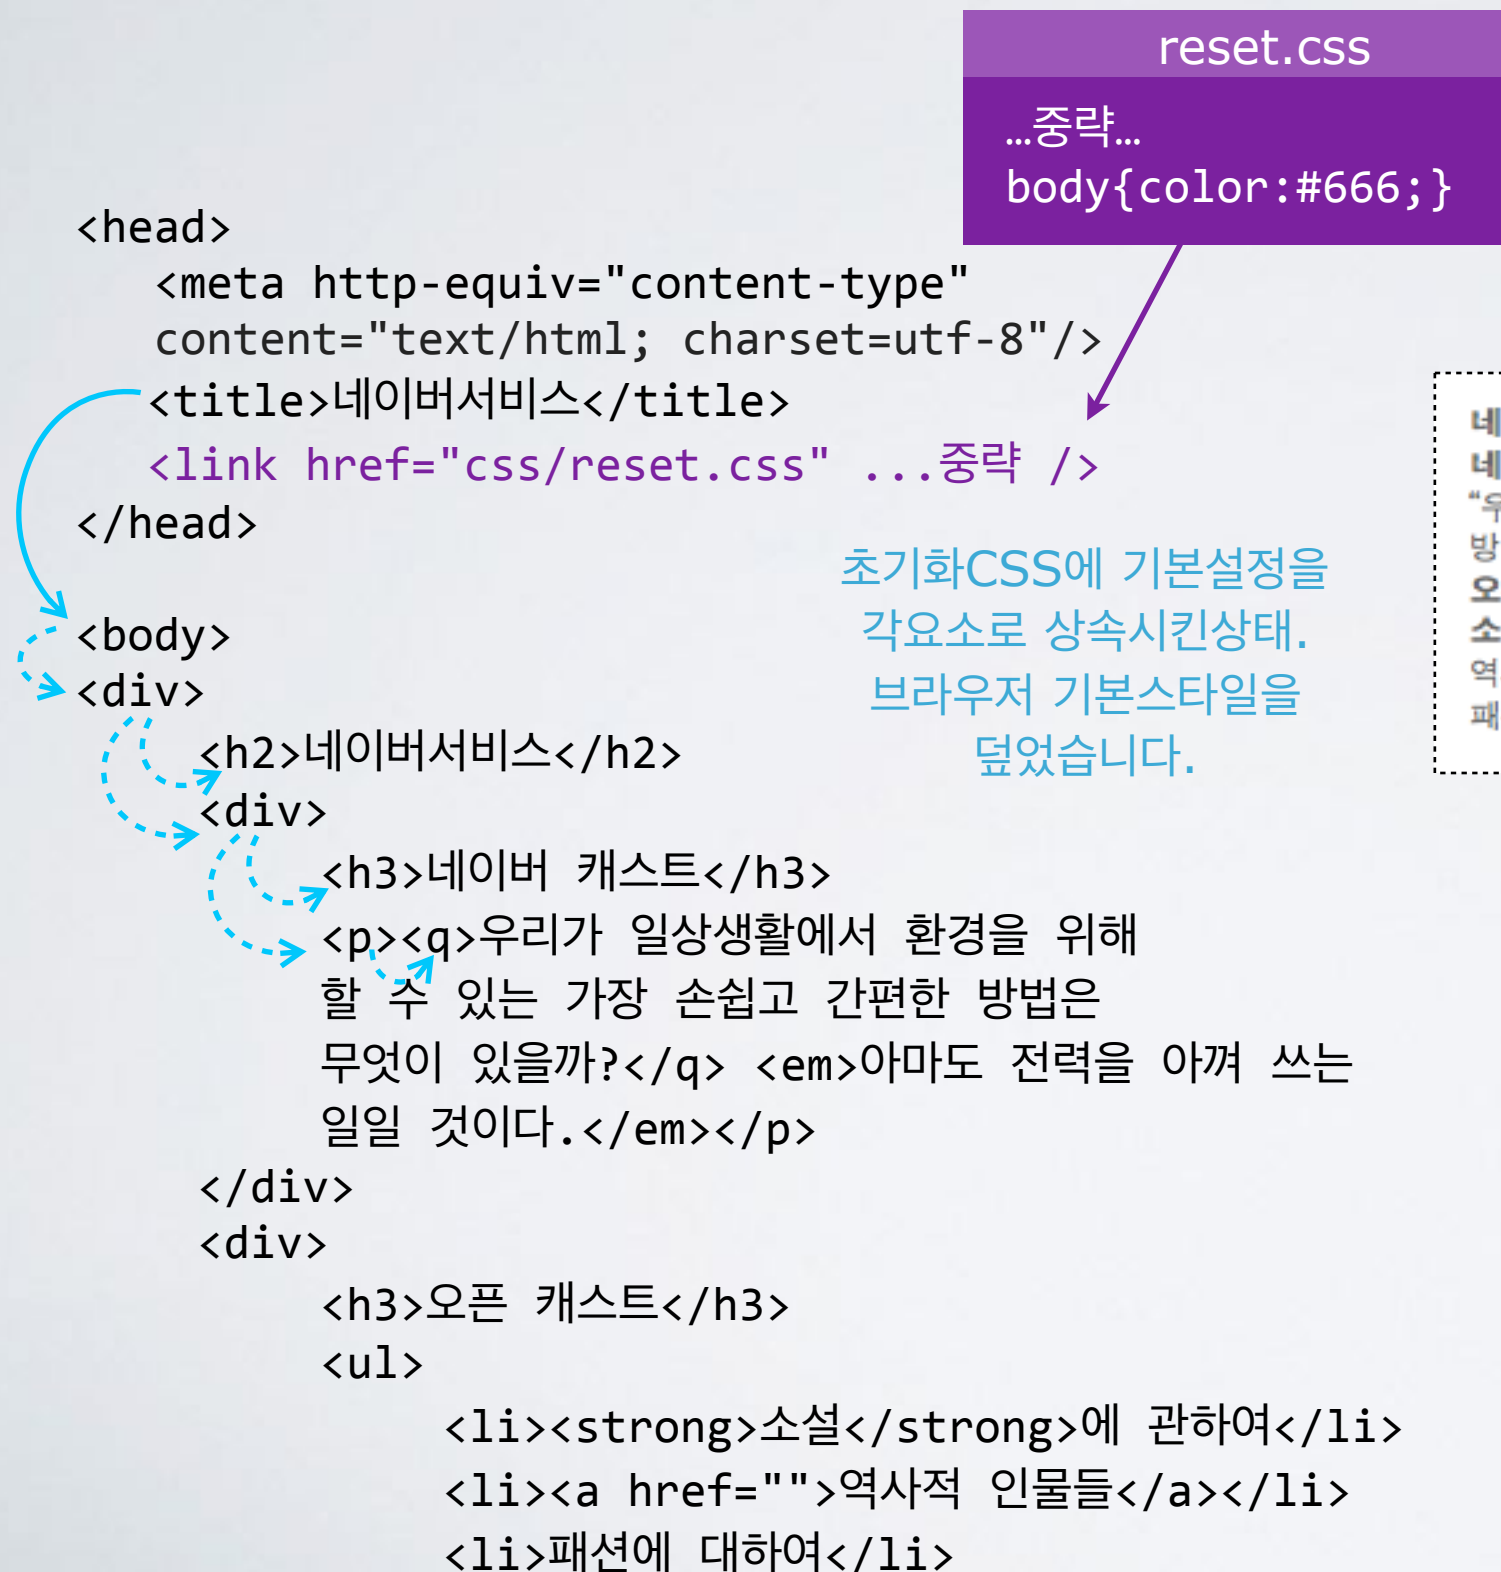 reset.css
…중략…
body{color:#666;}
<head>
<meta http-equiv="content-type"
content="text/html; charset=utf-8"/>
<title>네이버서비스</title>
<link href="css/reset.css" ...중략 />
</head>
초기화CSS에 기본설정을
각요소로 상속시킨상태.
브라우저 기본스타일을
덮었습니다.
<body>
<div>
<h2>네이버서비스</h2>
<div>
<h3>네이버 캐스트</h3>
<p><q>우리가 일상생활에서 환경을 위해
할 수 있는 가장 손쉽고 간편한 방법은
무엇이 있을까?</q> <em>아마도 전력을 아껴 쓰는
일일 것이다.</em></p>
</div>
<div>
<h3>오픈 캐스트</h3>
<ul>
<li><strong>소설</strong>에 관하여</li>
<li><a href="">역사적 인물들</a></li>
<li>패션에 대하여</li>
네
네
방
오
소
역
패